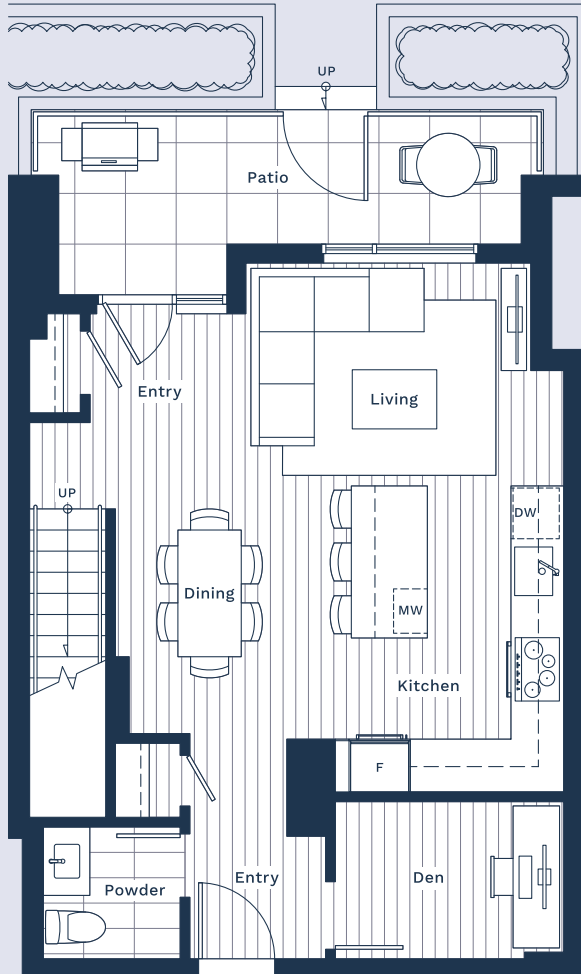 UP
Patio
Entry
Living
UP
DW
Dining
MW
Kitchen
F
Powder
Entry
Den